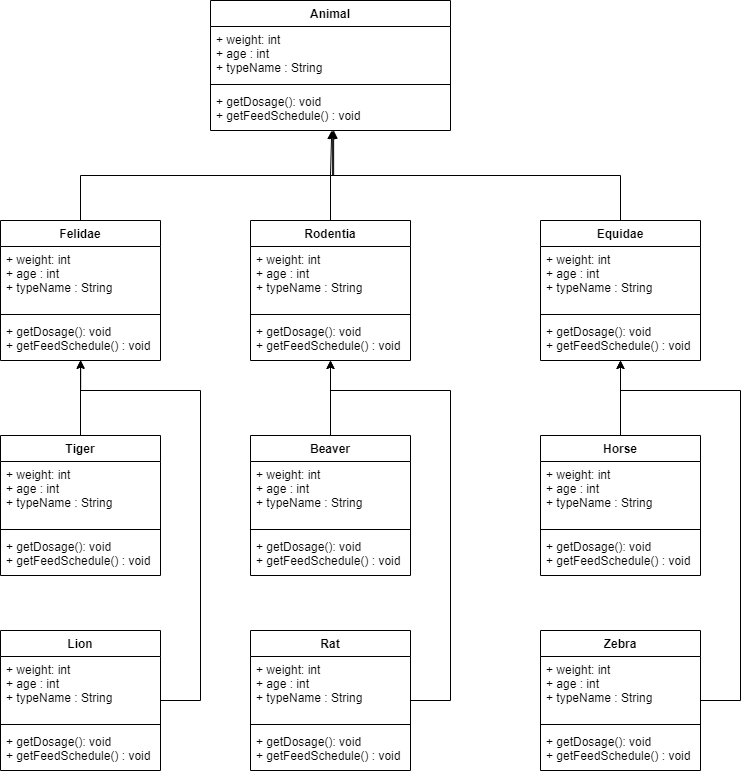 Animal
+ weight: int
+ age : int
+ typeName : String
+ getDosage(): void
+ getFeedSchedule() : void
Felidae
+ weight: int
+ age : int
+ typeName : String
+ getDosage(): void
+ getFeedSchedule() : void
Rodentia
+ weight: int
+ age : int
+ typeName : String
+ getDosage(): void
+ getFeedSchedule() : void
Equidae
+ weight: int
+ age : int
+ typeName : String
+ getDosage(): void
+ getFeedSchedule() : void
Tiger
+ weight: int
+ age : int
+ typeName : String
+ getDosage(): void
+ getFeedSchedule() : void
Beaver
+ weight: int
+ age : int
+ typeName : String
+ getDosage(): void
+ getFeedSchedule() : void
Horse
+ weight: int
+ age : int
+ typeName : String
+ getDosage(): void
+ getFeedSchedule() : void
Lion
+ weight: int
+ age : int
+ typeName : String
+ getDosage(): void
+ getFeedSchedule() : void
Rat
+ weight: int
+ age : int
+ typeName : String
+ getDosage(): void
+ getFeedSchedule() : void
Zebra
+ weight: int
+ age : int
+ typeName : String
+ getDosage(): void
+ getFeedSchedule() : void